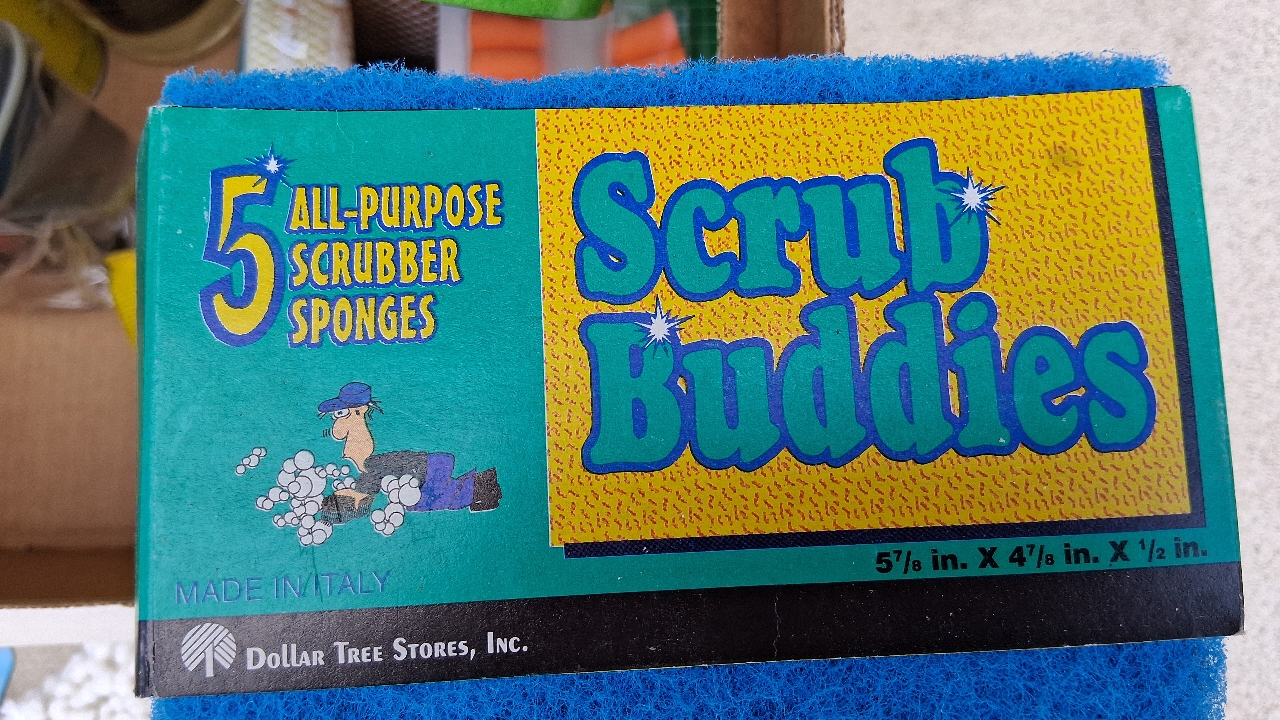 5 ALL-PURPOSE
SCRUBBER
SPONGES
Scrub
Buddies
5⁷/₈ in. X 4⁷/₈ in. X ¹/₂ in.
MADE IN ITALY
DOLLAR TREE STORES, INC.